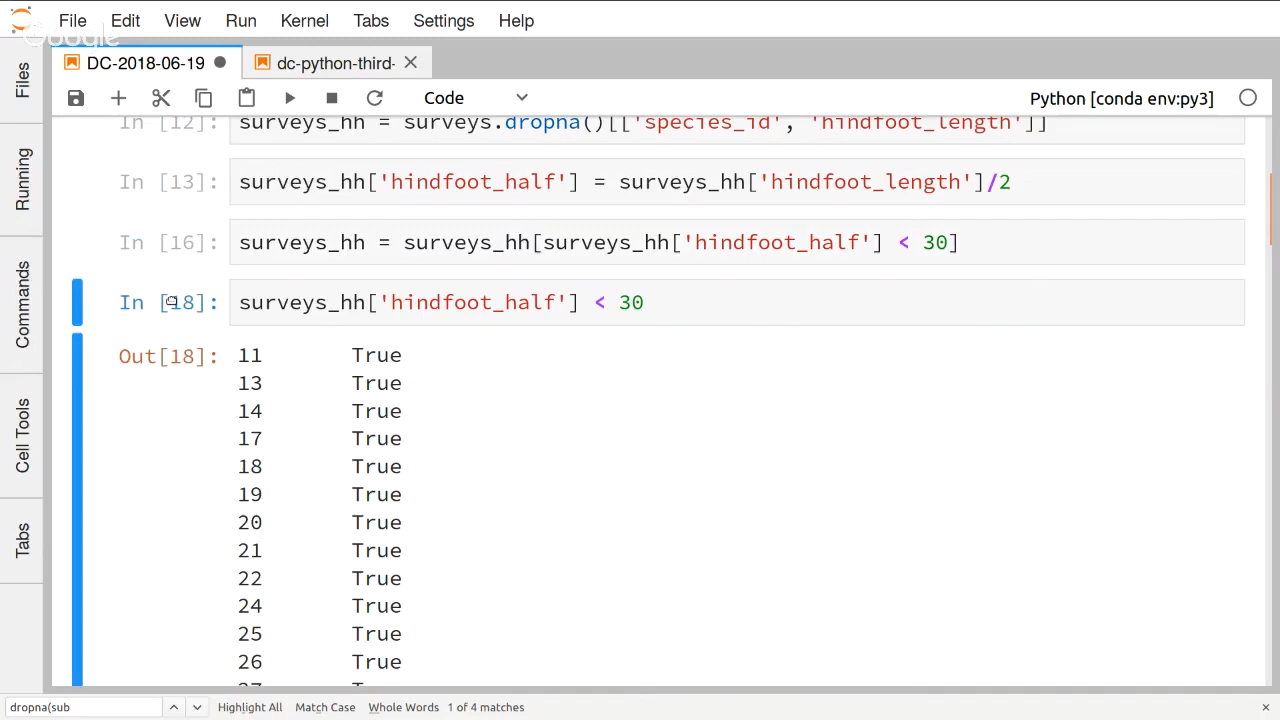 File Edit View Run Kernel Tabs Settings Help
Google
DC-2018-06-19 dc-python-third-
Code Python [conda env:py3]
In [12]: surveys_hh = surveys.dropna()[['species_id', 'hindfoot_length']]
In [13]: surveys_hh['hindfoot_half'] = surveys_hh['hindfoot_length']/2
In [16]: surveys_hh = surveys_hh[surveys_hh['hindfoot_half'] < 30]
In [18]: surveys_hh['hindfoot_half'] < 30
Out[18]: 11 True
13 True
14 True
17 True
18 True
19 True
20 True
21 True
22 True
24 True
25 True
26 True
Files
Running
Commands
Cell Tools
Tabs
dropna(sub Highlight All Match Case Whole Words 1 of 4 matches